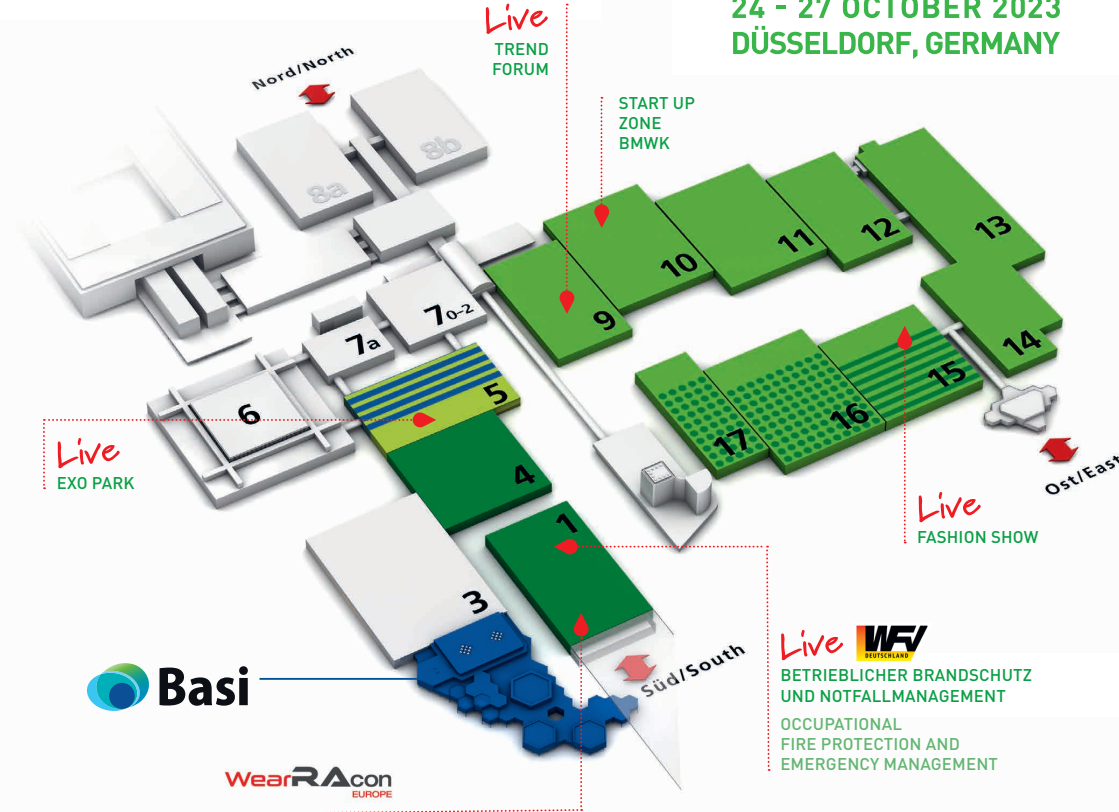 24 - 27 OCTOBER 2023
DÜSSELDORF, GERMANY
Live
TREND
FORUM
Nord/North
START UP
ZONE
BMWK
8a
8b
9
10
11
12
13
14
15
16
17
7 0-2
7a
6
5
4
3
1
Live
EXO PARK
Ost/East
Live
FASHION SHOW
Süd/South
Live
WFV
DEUTSCHLAND
BETRIEBLICHER BRANDSCHUTZ
UND NOTFALLMANAGEMENT
OCCUPATIONAL
FIRE PROTECTION AND
EMERGENCY MANAGEMENT
Basi
WearRAcon
EUROPE